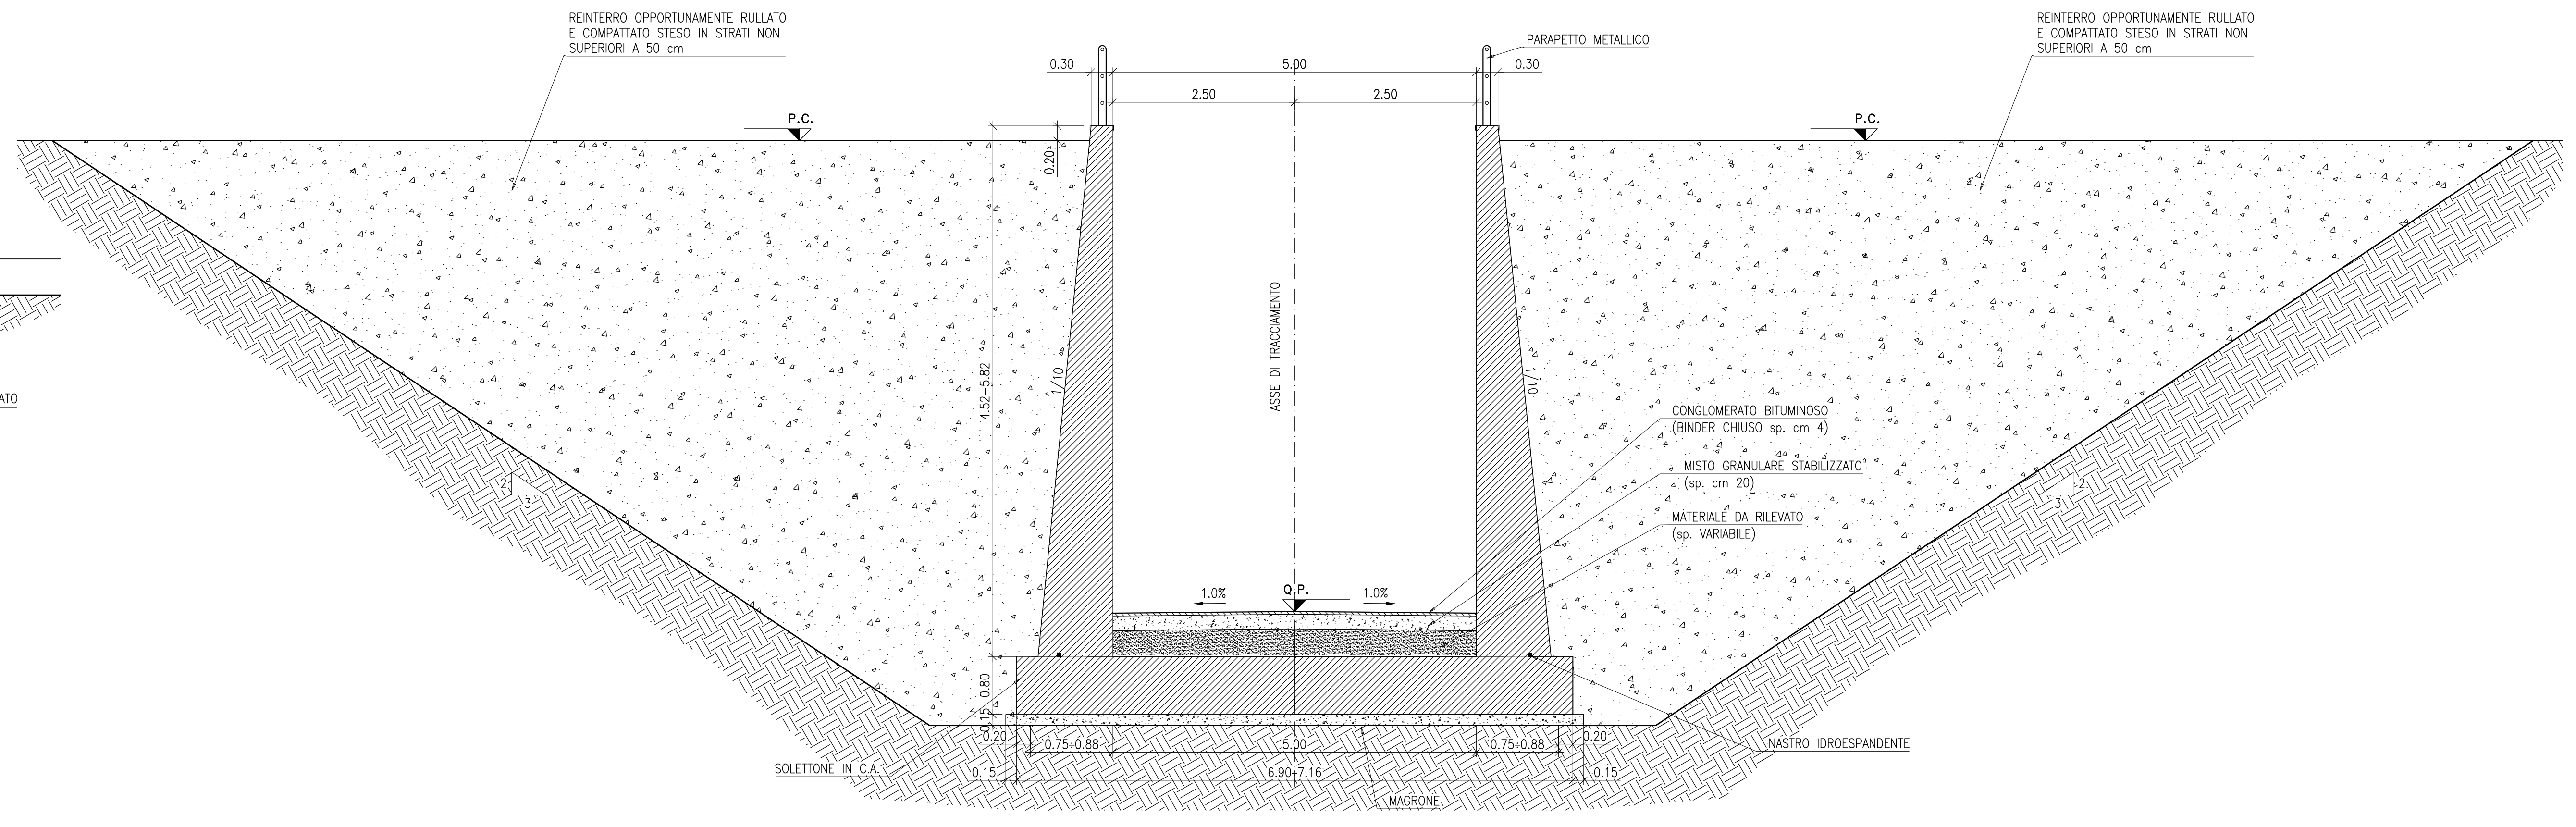 REINTERRO OPPORTUNAMENTE RULLATO
E COMPATTATO STESO IN STRATI NON
SUPERIORI A 50 cm
PARAPETTO METALLICO
REINTERRO OPPORTUNAMENTE RULLATO
E COMPATTATO STESO IN STRATI NON
SUPERIORI A 50 cm
0.30
5.00
0.30
2.50
2.50
P.C.
P.C.
0.20
4.52÷5.82
1/10
ASSE DI TRACCIAMENTO
1/10
ATO
CONGLOMERATO BITUMINOSO
(BINDER CHIUSO sp. cm 4)
MISTO GRANULARE STABILIZZATO
(sp. cm 20)
MATERIALE DA RILEVATO
(sp. VARIABILE)
2
3
2
3
1.0%
Q.P.
1.0%
0.80
0.15
0.20
0.75÷0.88
5.00
0.75÷0.88
0.20
NASTRO IDROESPANDENTE
SOLETTONE IN C.A.
0.15
6.90÷7.16
0.15
MAGRONE